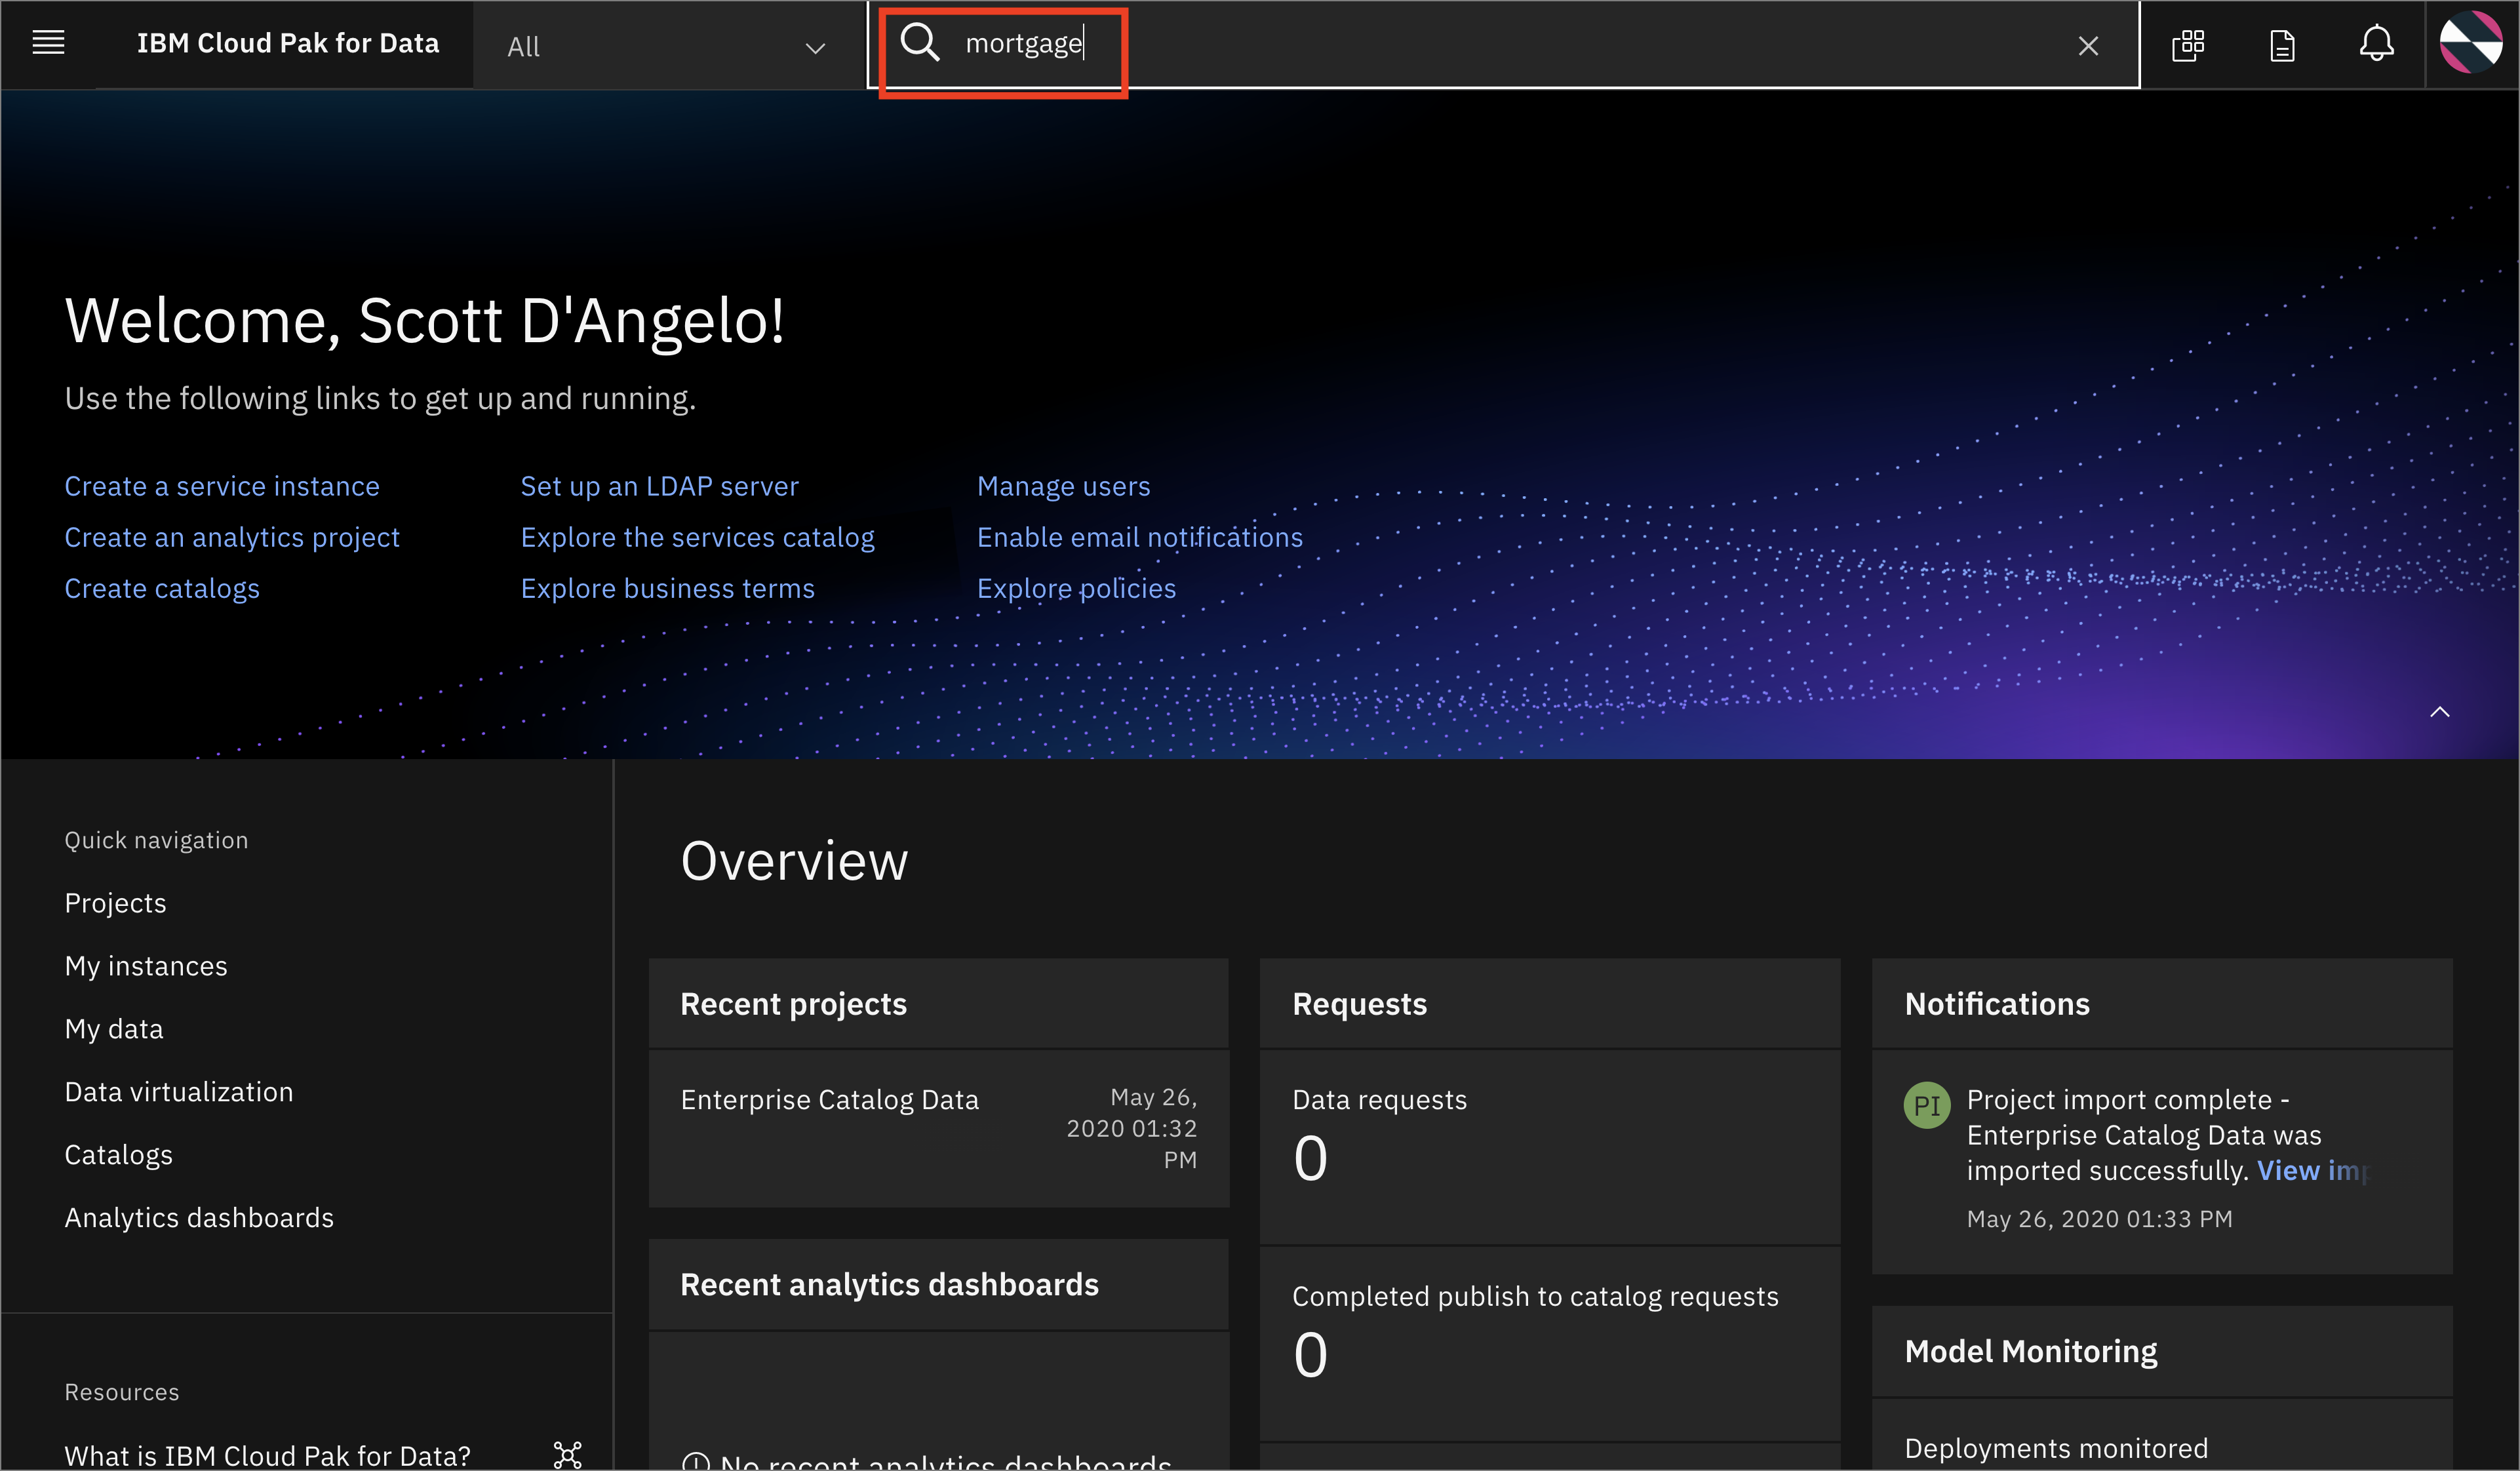 IBM Cloud Pak for Data
All
mortgage
Welcome, Scott D'Angelo!
Use the following links to get up and running.
Create a service instance
Set up an LDAP server
Manage users
Create an analytics project
Explore the services catalog
Enable email notifications
Create catalogs
Explore business terms
Explore policies
Quick navigation
Projects
My instances
My data
Data virtualization
Catalogs
Analytics dashboards
Resources
What is IBM Cloud Pak for Data?
Overview
Recent projects
Enterprise Catalog Data
May 26,
2020 01:32
PM
Recent analytics dashboards
No recent analytics dashboards
Requests
Data requests
0
Completed publish to catalog requests
0
Notifications
PI
Project import complete -
Enterprise Catalog Data was
imported successfully. View imp
May 26, 2020 01:33 PM
Model Monitoring
Deployments monitored